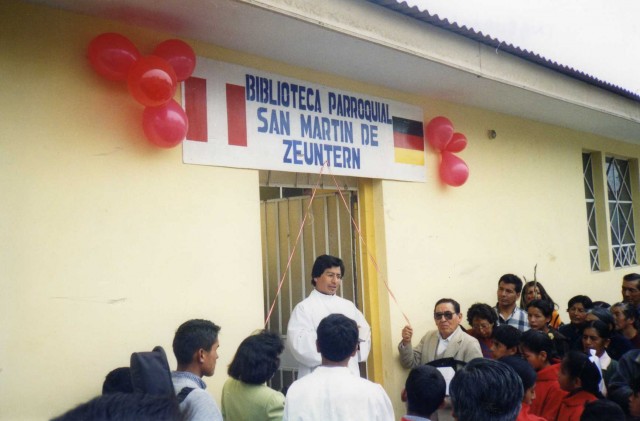 BIBLIOTECA PARROQUIAL
SAN MARTIN DE
ZEUNTERN